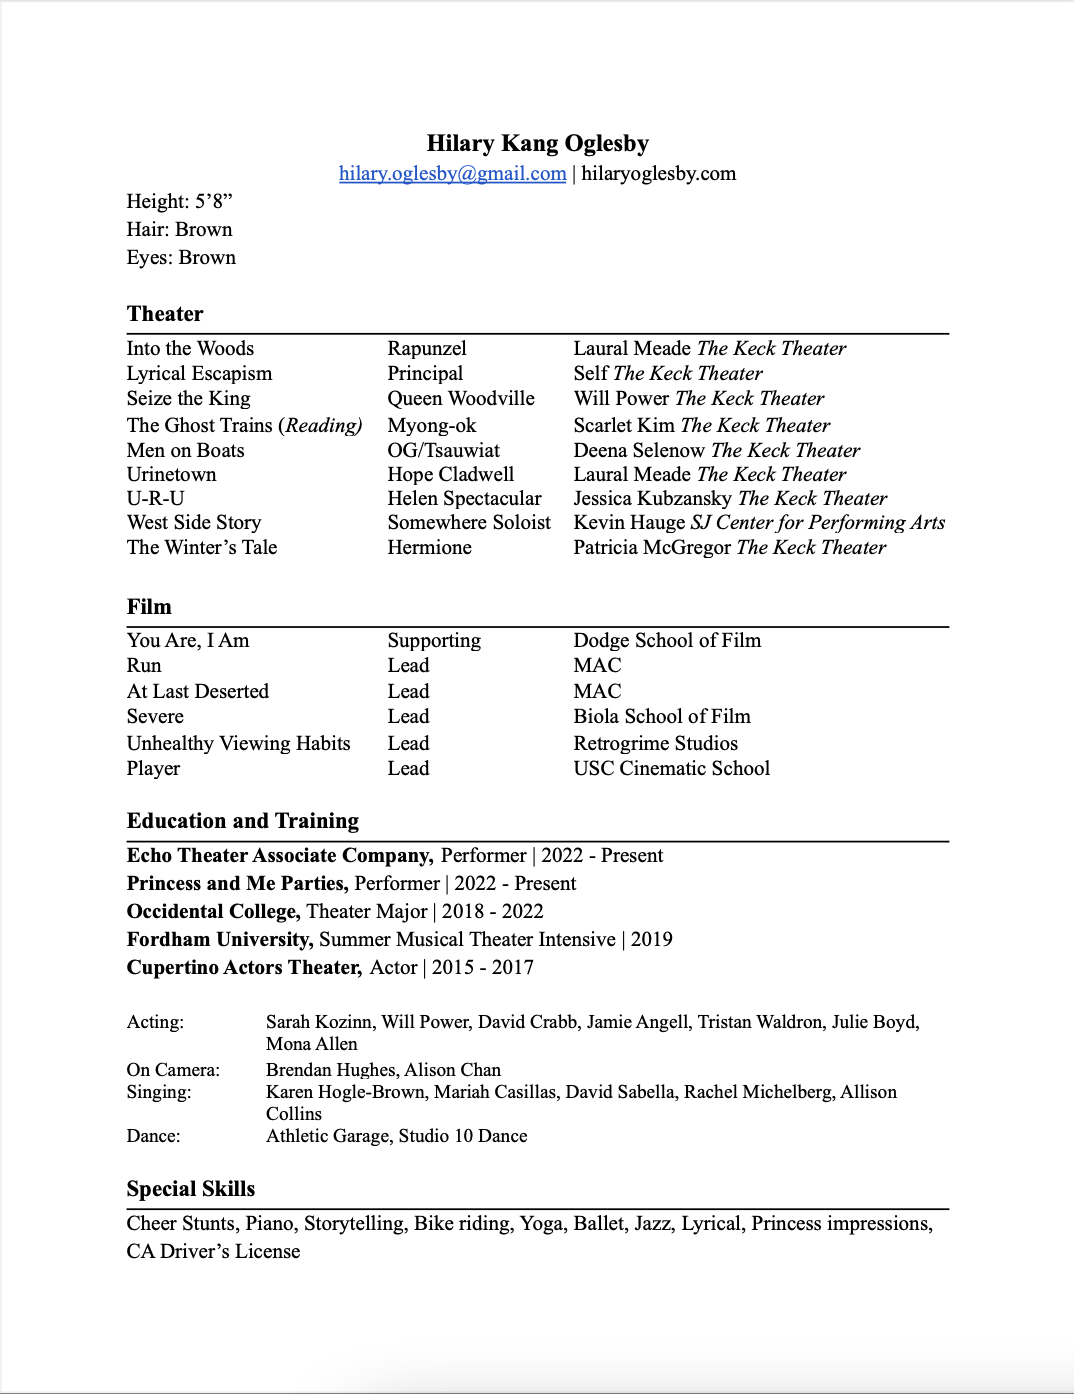 Hilary Kang Oglesby
hilary.oglesby@gmail.com | hilaryoglesby.com
Height: 5’8”
Hair: Brown
Eyes: Brown
Theater
Into the Woods Rapunzel Laural Meade The Keck Theater
Lyrical Escapism Principal Self The Keck Theater
Seize the King Queen Woodville Will Power The Keck Theater
The Ghost Trains (Reading) Myong-ok Scarlet Kim The Keck Theater
Men on Boats OG/Tsauwiat Deena Selenow The Keck Theater
Urinetown Hope Cladwell Laural Meade The Keck Theater
U-R-U Helen Spectacular Jessica Kubzansky The Keck Theater
West Side Story Somewhere Soloist Kevin Hauge SJ Center for Performing Arts
The Winter’s Tale Hermione Patricia McGregor The Keck Theater
Film
You Are, I Am Supporting Dodge School of Film
Run Lead MAC
At Last Deserted Lead MAC
Severe Lead Biola School of Film
Unhealthy Viewing Habits Lead Retrogrime Studios
Player Lead USC Cinematic School
Education and Training
Echo Theater Associate Company, Performer | 2022 - Present
Princess and Me Parties, Performer | 2022 - Present
Occidental College, Theater Major | 2018 - 2022
Fordham University, Summer Musical Theater Intensive | 2019
Cupertino Actors Theater, Actor | 2015 - 2017
Acting: Sarah Kozinn, Will Power, David Crabb, Jamie Angell, Tristan Waldron, Julie Boyd,
Mona Allen
On Camera: Brendan Hughes, Alison Chan
Singing: Karen Hogle-Brown, Mariah Casillas, David Sabella, Rachel Michelberg, Allison
Collins
Dance: Athletic Garage, Studio 10 Dance
Special Skills
Cheer Stunts, Piano, Storytelling, Bike riding, Yoga, Ballet, Jazz, Lyrical, Princess impressions,
CA Driver’s License